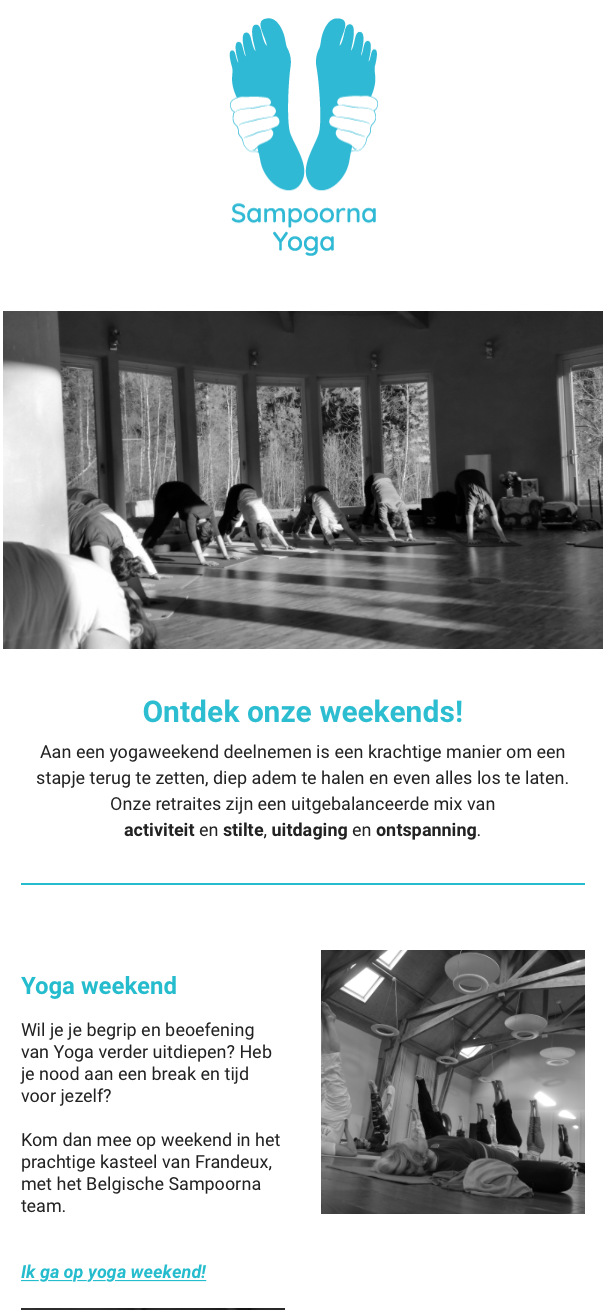 Sampoorna
Yoga
Ontdek onze weekends!
Aan een yogaweekend deelnemen is een krachtige manier om een
stapje terug te zetten, diep adem te halen en even alles los te laten.
Onze retraites zijn een uitgebalanceerde mix van
activiteit en stilte, uitdaging en ontspanning.
Yoga weekend
Wil je je begrip en beoefening
van Yoga verder uitdiepen? Heb
je nood aan een break en tijd
voor jezelf?
Kom dan mee op weekend in het
prachtige kasteel van Frandeux,
met het Belgische Sampoorna
team.
Ik ga op yoga weekend!